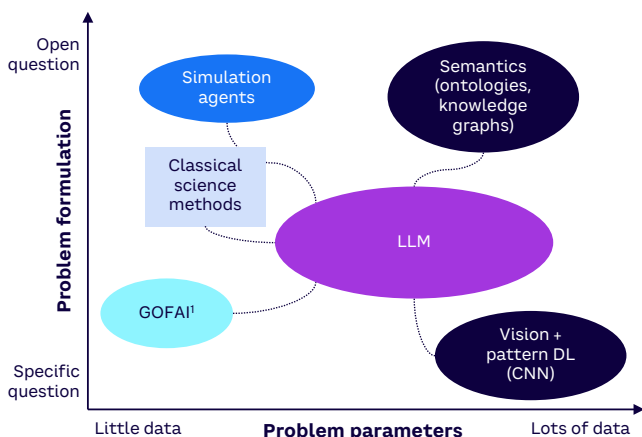 Open
question
Problem formulation
Specific
question
Simulation
agents
Semantics
(ontologies,
knowledge
graphs)
Classical
science
methods
LLM
GOFAI¹
Vision +
pattern DL
(CNN)
Little data
Problem parameters
Lots of data